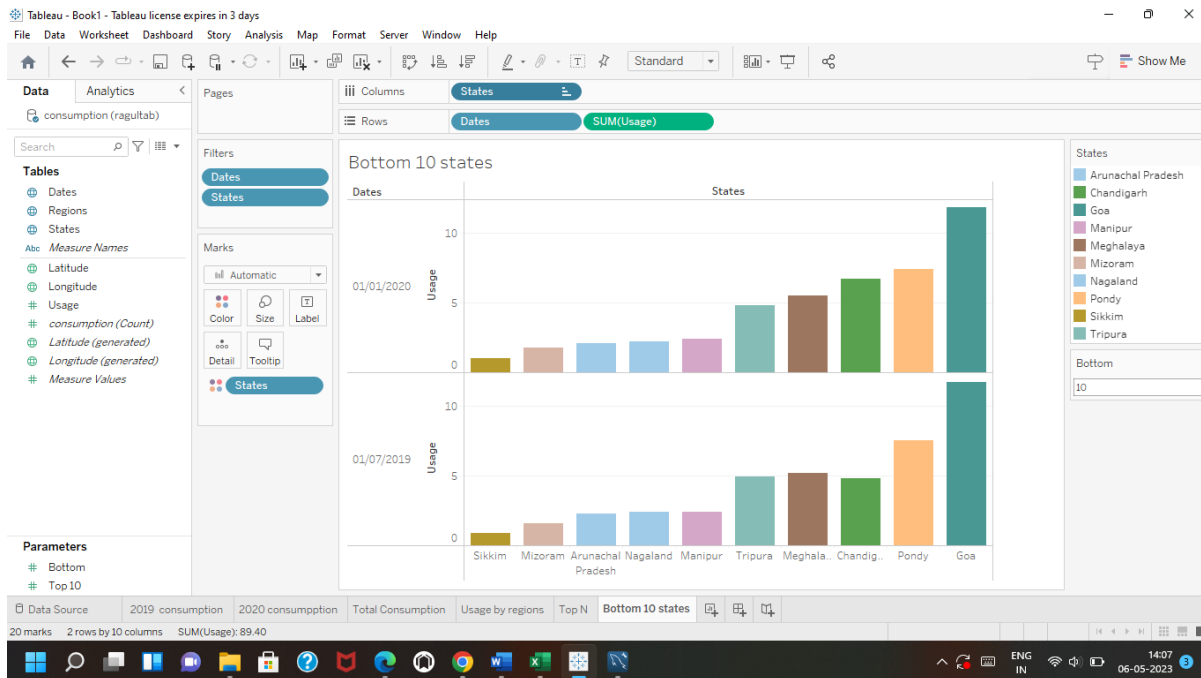 Tableau - Book1 - Tableau license expires in 3 days
File Data Worksheet Dashboard Story Analysis Map Format Server Window Help
Standard
Show Me
Data Analytics
consumption (ragultab)
Search
Tables
Dates
Regions
States
Abc Measure Names
Latitude
Longitude
# Usage
# consumption (Count)
Latitude (generated)
Longitude (generated)
# Measure Values
Parameters
# Bottom
# Top 10
Pages
Filters
Dates
States
Marks
Automatic
Color Size Label
Detail Tooltip
States
Columns States
Rows Dates SUM(Usage)
Bottom 10 states
Dates States
01/01/2020
Usage
10
5
0
01/07/2019
Usage
10
5
0
Sikkim Mizoram Arunachal Pradesh Nagaland Manipur Tripura Meghala.. Chandig.. Pondy Goa
States
Arunachal Pradesh
Chandigarh
Goa
Manipur
Meghalaya
Mizoram
Nagaland
Pondy
Sikkim
Tripura
Bottom
10
Data Source 2019 consumption 2020 consumpption Total Consumption Usage by regions Top N Bottom 10 states
20 marks 2 rows by 10 columns SUM(Usage): 89.40
ENG
IN
14:07
06-05-2023
3